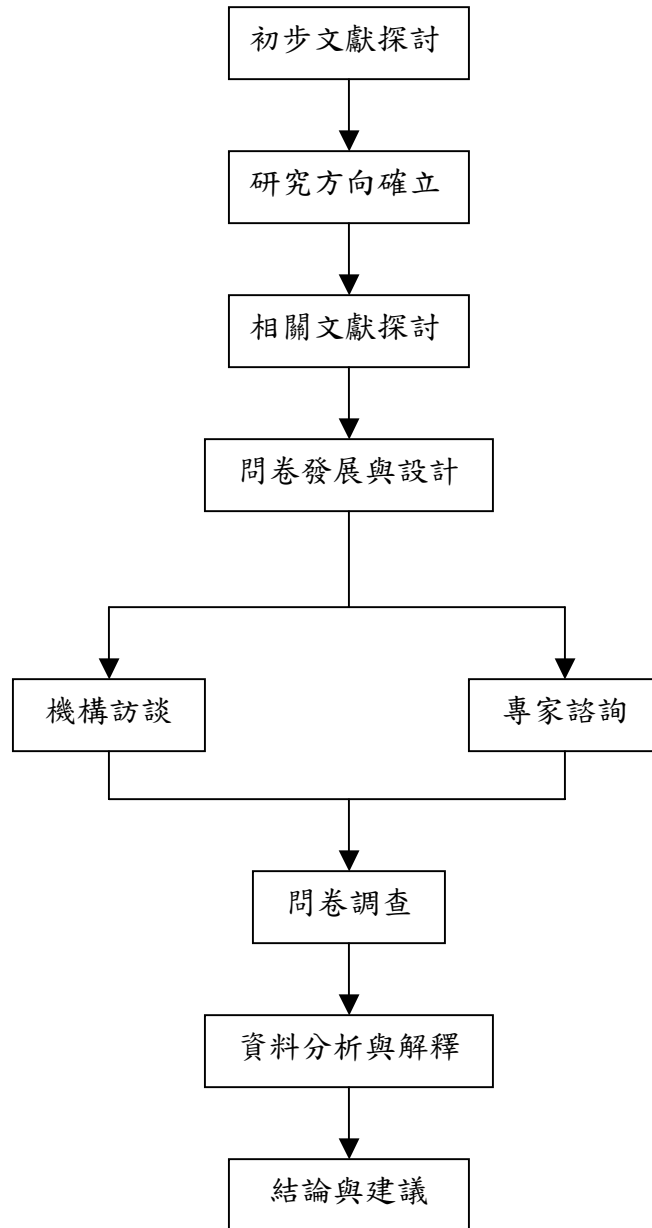 初步文獻探討
研究方向確立
相關文獻探討
問卷發展與設計
機構訪談
專家諮詢
問卷調查
資料分析與解釋
結論與建議